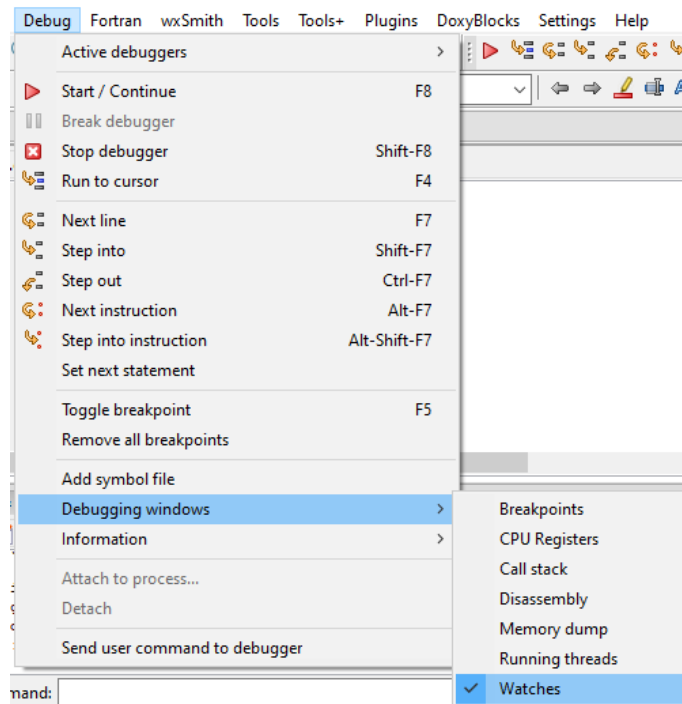 Debug Fortran wxSmith Tools Tools+ Plugins DoxyBlocks Settings Help
Active debuggers
Start / Continue F8
Break debugger
Stop debugger Shift-F8
Run to cursor F4
Next line F7
Step into Shift-F7
Step out Ctrl-F7
Next instruction Alt-F7
Step into instruction Alt-Shift-F7
Set next statement
Toggle breakpoint F5
Remove all breakpoints
Add symbol file
Debugging windows
Information
Attach to process...
Detach
Send user command to debugger
Breakpoints
CPU Registers
Call stack
Disassembly
Memory dump
Running threads
Watches
mand: